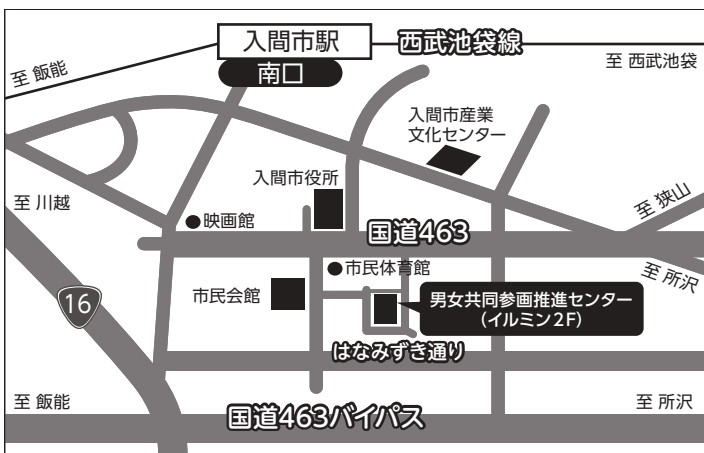 入間市駅
西武池袋線
南口
至 飯能
至 西武池袋
入間市産業
文化センター
入間市役所
至 川越
至 狭山
映画館
国道463
市民体育館
至 所沢
市民会館
16
男女共同参画推進センター
(イルミン2F)
はなみずき通り
至 飯能
至 所沢
国道463バイパス